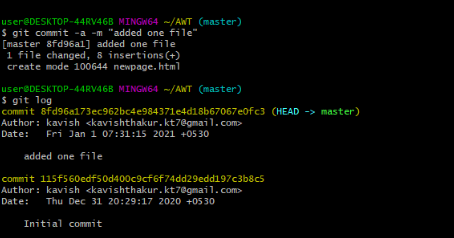 user@DESKTOP-44RV46B MINGW64 ~/AWT (master)
$ git commit -a -m "added one file"
[master 8fd96a1] added one file
1 file changed, 8 insertions(+)
create mode 100644 newpage.html
user@DESKTOP-44RV46B MINGW64 ~/AWT (master)
$ git log
commit 8fd96a173ec962bc4e984371e4d18b67067e0fc3 (HEAD -> master)
Author: kavish <kavishthakur.kt7@gmail.com>
Date: Fri Jan 1 07:31:15 2021 +0530
added one file
commit 115f560edf50d400c9cf6f74dd29edd197c3b8c5
Author: kavish <kavishthakur.kt7@gmail.com>
Date: Thu Dec 31 20:29:17 2020 +0530
Initial commit